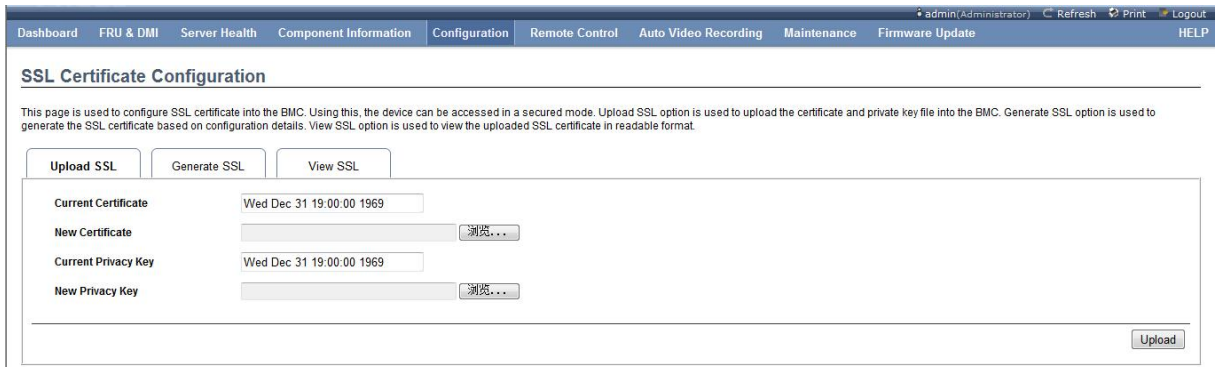 admin(Administrator) Refresh Print Logout
Dashboard FRU & DMI Server Health Component Information Configuration Remote Control Auto Video Recording Maintenance Firmware Update HELP
SSL Certificate Configuration
This page is used to configure SSL certificate into the BMC. Using this, the device can be accessed in a secured mode. Upload SSL option is used to upload the certificate and private key file into the BMC. Generate SSL option is used to
generate the SSL certificate based on configuration details. View SSL option is used to view the uploaded SSL certificate in readable format.
Upload SSL Generate SSL View SSL
Current Certificate Wed Dec 31 19:00:00 1969
New Certificate 浏览...
Current Privacy Key Wed Dec 31 19:00:00 1969
New Privacy Key 浏览...
Upload